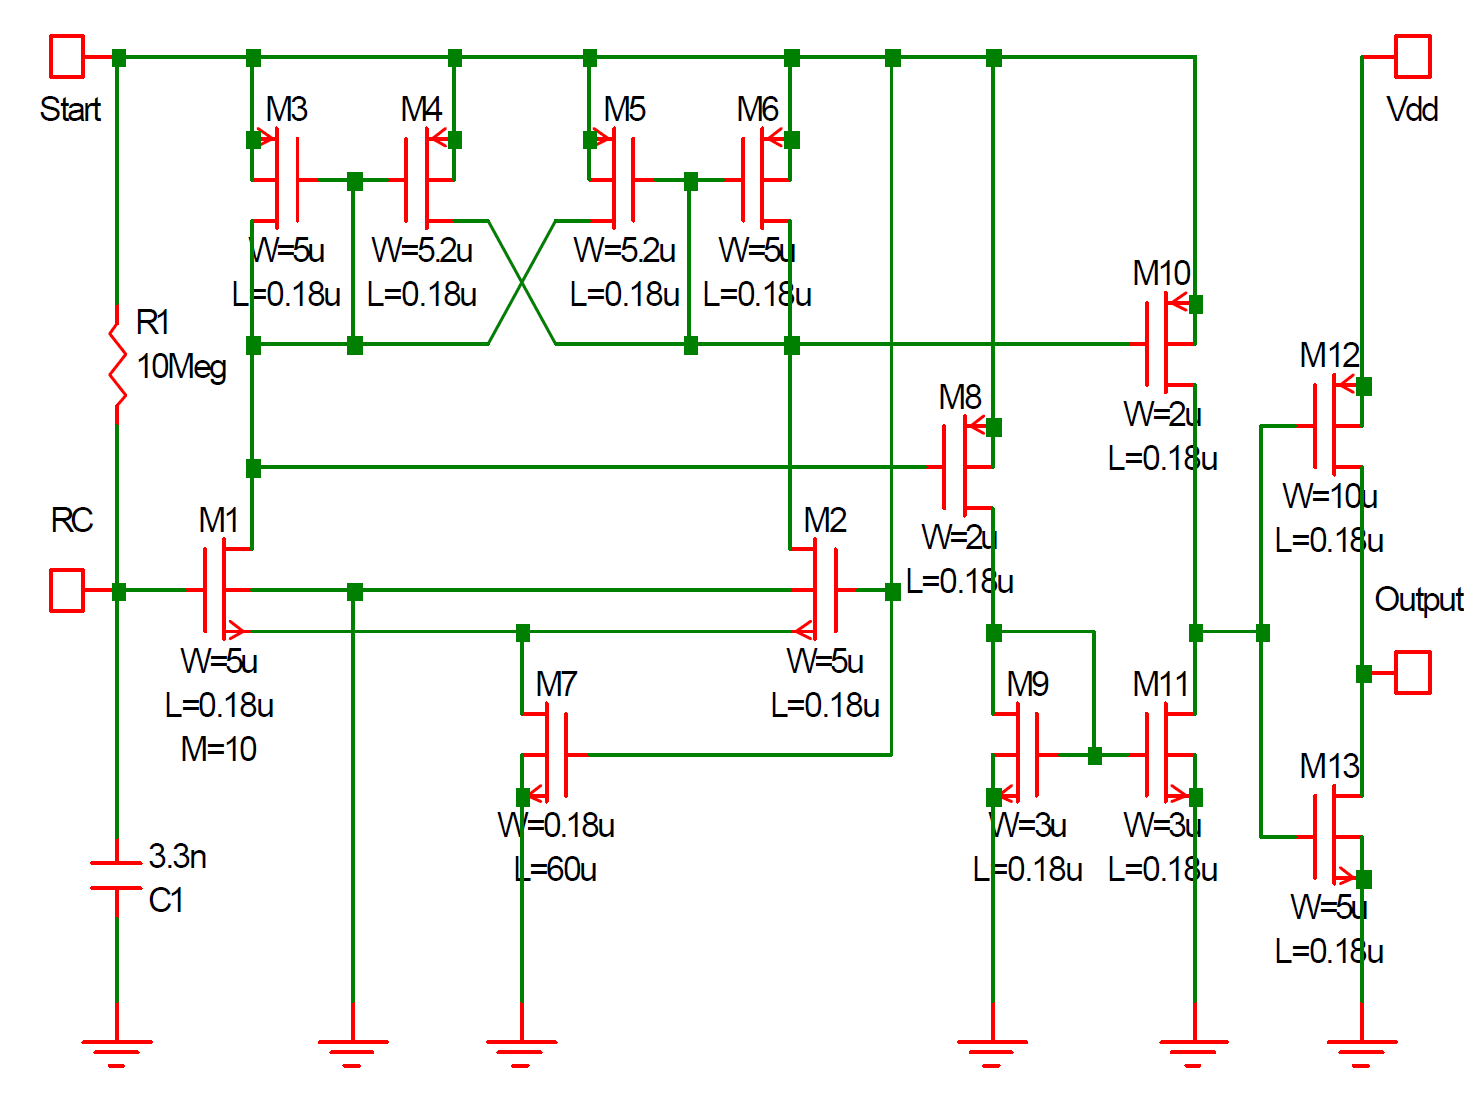 Start
Vdd
M3
W=5u
L=0.18u
M4
W=5.2u
L=0.18u
M5
W=5.2u
L=0.18u
M6
W=5u
L=0.18u
M10
W=2u
L=0.18u
R1
10Meg
M12
W=10u
L=0.18u
M8
W=2u
L=0.18u
RC
M1
W=5u
L=0.18u
M=10
M2
W=5u
L=0.18u
Output
M7
W=0.18u
L=60u
M9
W=3u
L=0.18u
M11
W=3u
L=0.18u
M13
W=5u
L=0.18u
3.3n
C1